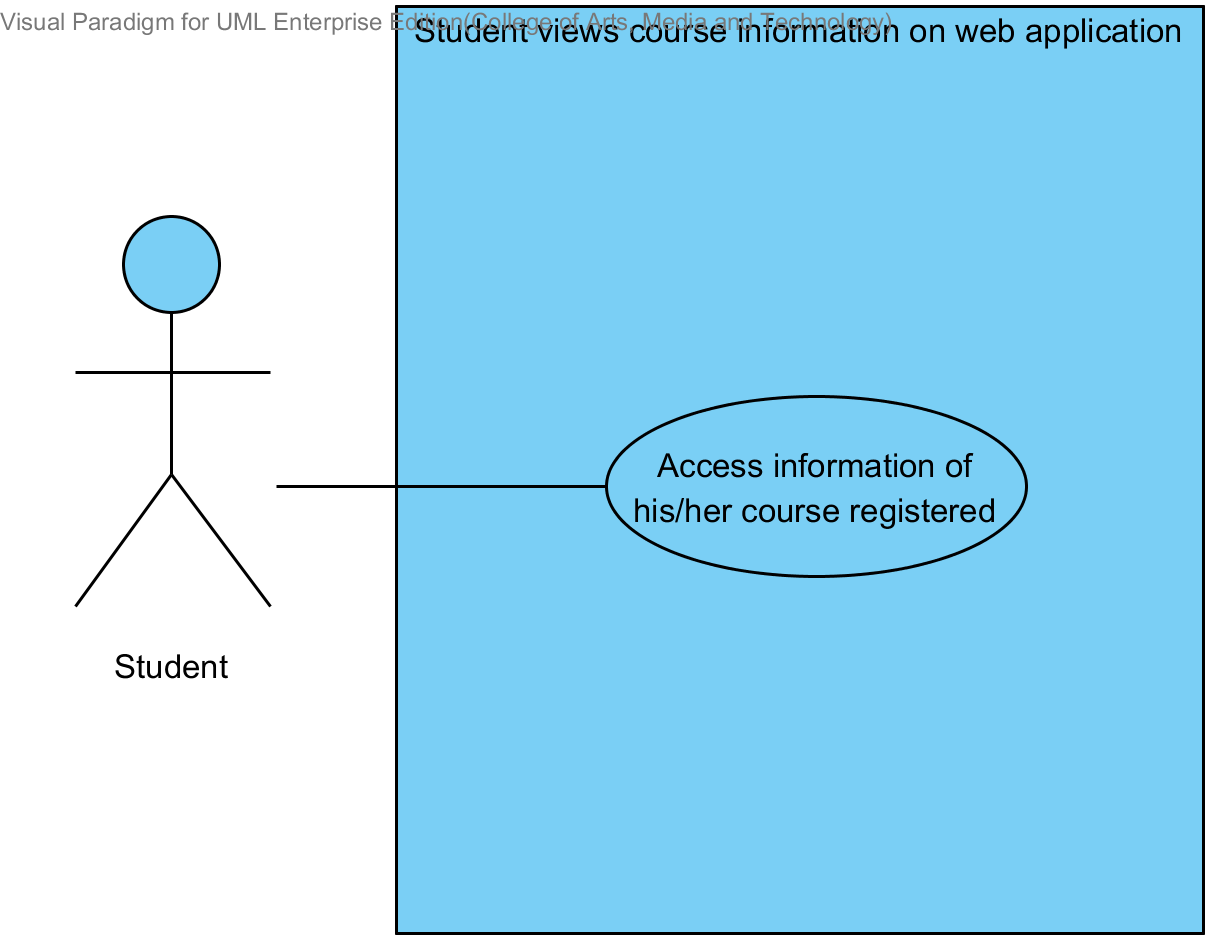 Visual Paradigm for UML Enterprise Edition(College of Arts, Media and Technology)
Student views course information on web application
Access information of
his/her course registered
Student